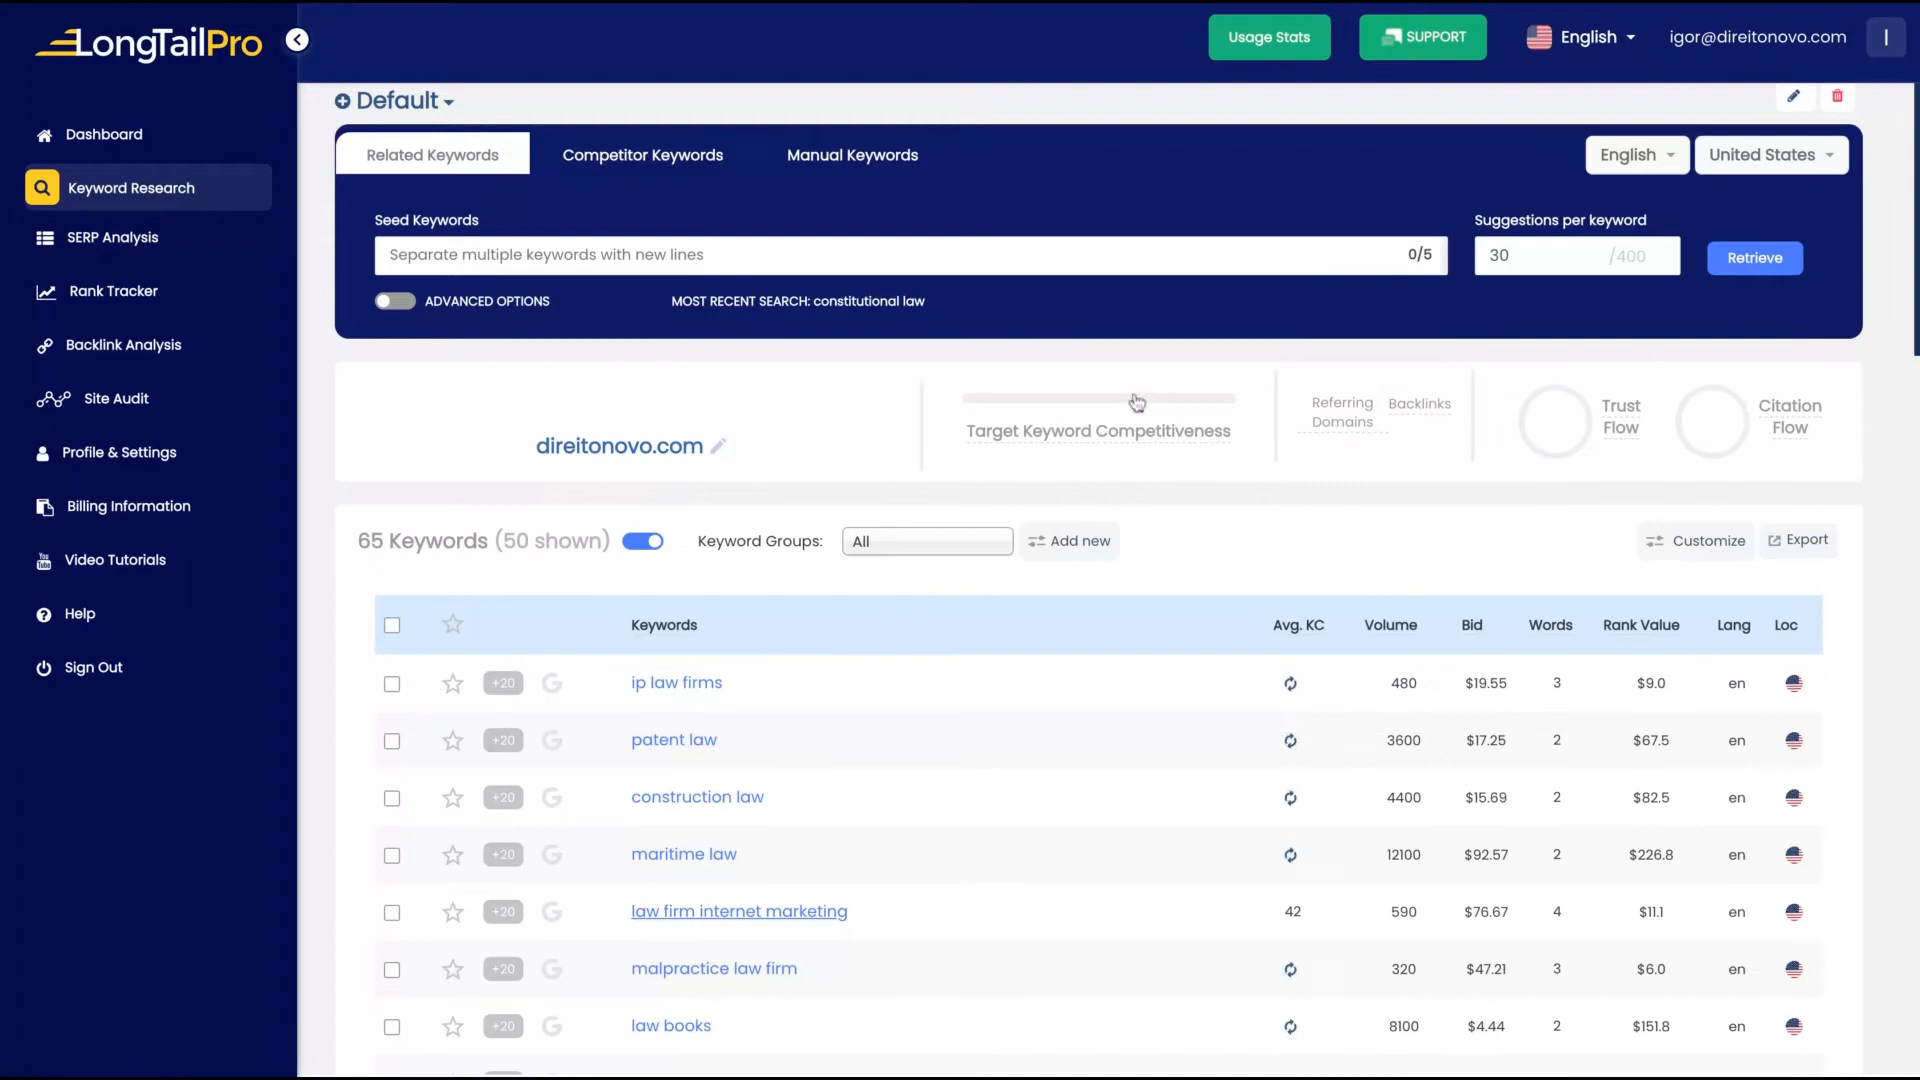 LongTailPro
Usage Stats
SUPPORT
English
igor@direitonovo.com
I
Dashboard
Keyword Research
SERP Analysis
Rank Tracker
Backlink Analysis
Site Audit
Profile & Settings
Billing Information
You Tube
Video Tutorials
Help
Sign Out
Default
Related Keywords
Competitor Keywords
Manual Keywords
English
United States
Seed Keywords
Suggestions per keyword
Separate multiple keywords with new lines
0/5
30 /400
Retrieve
ADVANCED OPTIONS
MOST RECENT SEARCH: constitutional law
direitonovo.com
Target Keyword Competitiveness
Referring
Domains
Backlinks
Trust
Flow
Citation
Flow
65 Keywords (50 shown)
Keyword Groups:
All
Add new
Customize
Export
Keywords Avg. KC Volume Bid Words Rank Value Lang Loc
+20 G ip law firms 480 $19.55 3 $9.0 en
+20 G patent law 3600 $17.25 2 $67.5 en
+20 G construction law 4400 $15.69 2 $82.5 en
+20 G maritime law 12100 $92.57 2 $226.8 en
+20 G law firm internet marketing 42 590 $76.67 4 $11.1 en
+20 G malpractice law firm 320 $47.21 3 $6.0 en
+20 G law books 8100 $4.44 2 $151.8 en